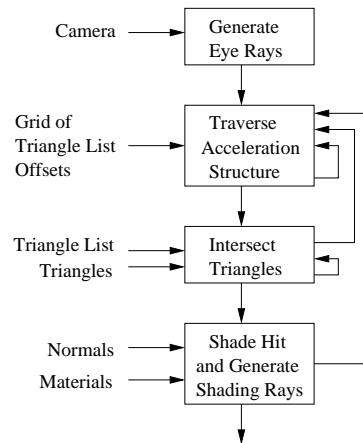 Camera
Generate
Eye Rays
Grid of
Triangle List
Offsets
Traverse
Acceleration
Structure
Triangle List
Triangles
Intersect
Triangles
Normals
Materials
Shade Hit
and Generate
Shading Rays